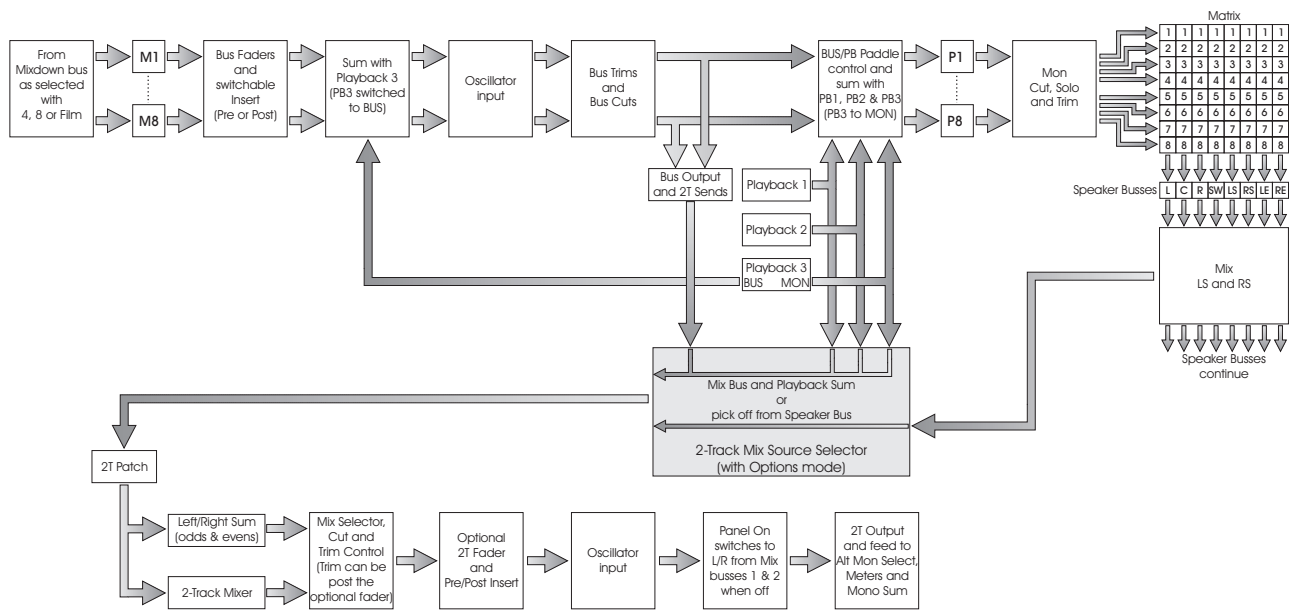 Matrix
From
Mixdown bus
as selected
with
4, 8 or Film
M1
M8
Bus Faders
and
switchable
Insert
(Pre or Post)
Sum with
Playback 3
(PB3 switched
to BUS)
Oscillator
input
Bus Trims
and
Bus Cuts
BUS/PB Paddle
control and
sum with
PB1, PB2 & PB3
(PB3 to MON)
P1
P8
Mon
Cut, Solo
and Trim
1 1 1 1 1 1 1 1
2 2 2 2 2 2 2 2
3 3 3 3 3 3 3 3
4 4 4 4 4 4 4 4
5 5 5 5 5 5 5 5
6 6 6 6 6 6 6 6
7 7 7 7 7 7 7 7
8 8 8 8 8 8 8 8
Bus Output
and 2T Sends
Playback 1
Playback 2
Playback 3
BUS MON
Speaker Busses L C R SW LS RS LE RE
Mix
LS and RS
Speaker Busses
continue
Mix Bus and Playback Sum
or
pick off from Speaker Bus
2-Track Mix Source Selector
(with Options mode)
2T Patch
Left/Right Sum
(odds & evens)
2-Track Mixer
Mix Selector,
Cut and
Trim Control
(Trim can be
post the
optional fader)
Optional
2T Fader
and
Pre/Post Insert
Oscillator
input
Panel On
switches to
L/R from Mix
busses 1 & 2
when off
2T Output
and feed to
Alt Mon Select,
Meters and
Mono Sum